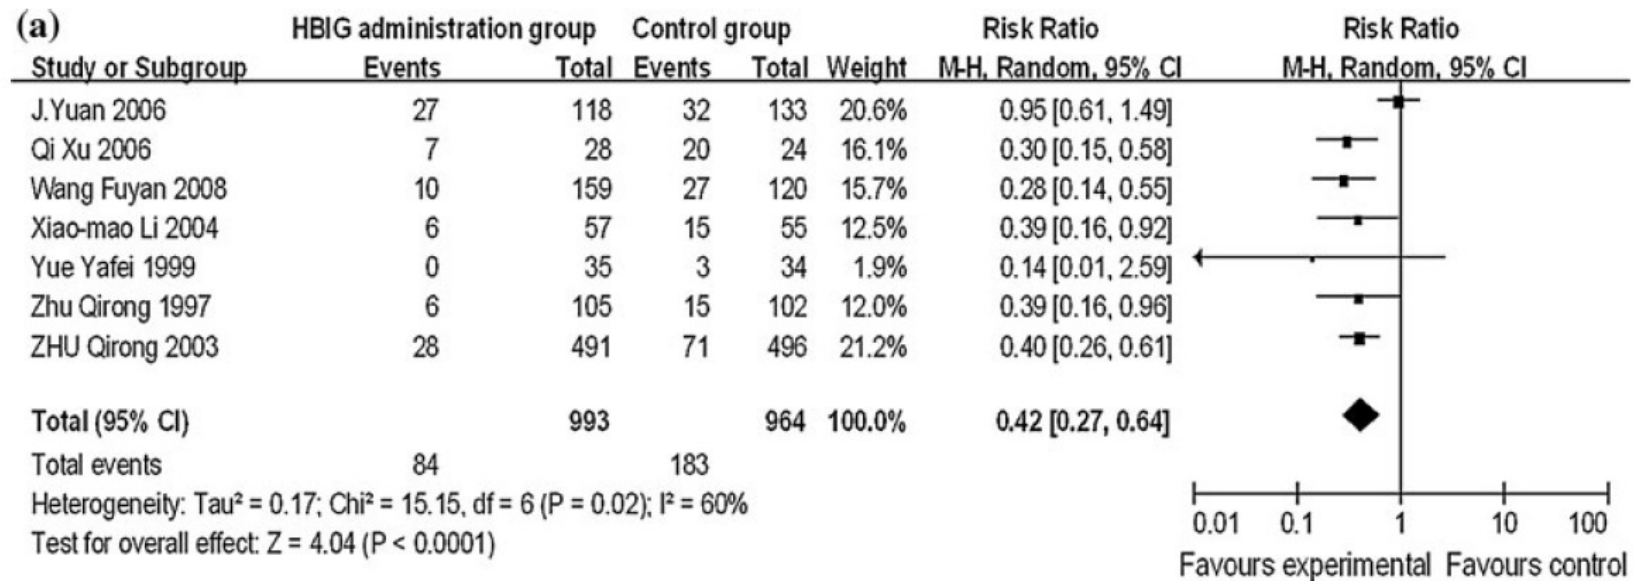 (a) HBIG administration group Control group Risk Ratio Risk Ratio
Study or Subgroup Events Total Events Total Weight M-H, Random, 95% CI M-H, Random, 95% CI
J.Yuan 2006 27 118 32 133 20.6% 0.95 [0.61, 1.49]
Qi Xu 2006 7 28 20 24 16.1% 0.30 [0.15, 0.58]
Wang Fuyan 2008 10 159 27 120 15.7% 0.28 [0.14, 0.55]
Xiao-mao Li 2004 6 57 15 55 12.5% 0.39 [0.16, 0.92]
Yue Yafei 1999 0 35 3 34 1.9% 0.14 [0.01, 2.59]
Zhu Qirong 1997 6 105 15 102 12.0% 0.39 [0.16, 0.96]
ZHU Qirong 2003 28 491 71 496 21.2% 0.40 [0.26, 0.61]
Total (95% CI) 993 964 100.0% 0.42 [0.27, 0.64]
Total events 84 183
Heterogeneity: Tau² = 0.17; Chi² = 15.15, df = 6 (P = 0.02); I² = 60%
Test for overall effect: Z = 4.04 (P < 0.0001)
0.01 0.1 1 10 100
Favours experimental Favours control